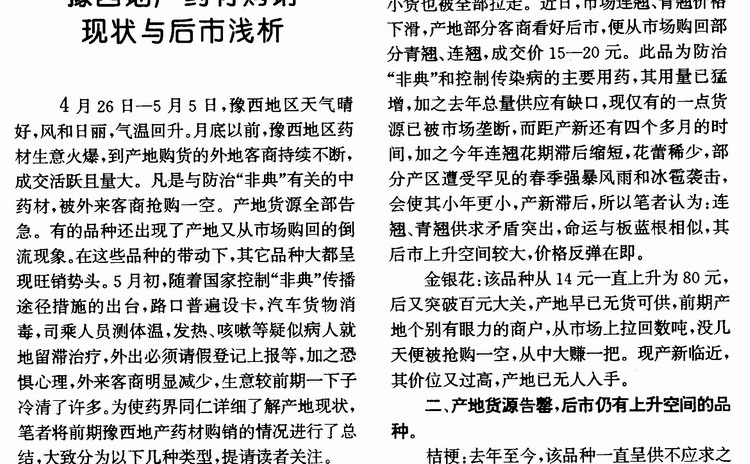 豫西地产药材购销
现状与后市浅析
4月26日—5月5日,豫西地区天气晴
好,风和日丽,气温回升。月底以前,豫西地区药
材生意火爆,到产地购货的外地客商持续不断,
成交活跃且量大。凡是与防治“非典”有关的中
药材,被外来客商抢购一空。产地货源全部告
急。有的品种还出现了产地又从市场购回的倒
流现象。在这些品种的带动下,其它品种大都呈
现旺销势头。5月初,随着国家控制“非典”传播
途径措施的出台,路口普遍设卡,汽车货物消
毒,司乘人员测体温,发热、咳嗽等疑似病人就
地留滞治疗,外出必须请假登记上报等,加之恐
惧心理,外来客商明显减少,生意较前期一下子
冷清了许多。为使药界同仁详细了解产地现状,
笔者将前期豫西地产药材购销的情况进行了总
结,大致分为以下几种类型,提请读者关注。
小货也被全部拉走。近日,市场连翘、青翘价格
下滑,产地部分客商看好后市,便从市场购回部
分青翘、连翘,成交价15—20元。此品为防治
“非典”和控制传染病的主要用药,其用量已猛
增,加之去年总量供应有缺口,现仅有的一点货
源已被市场垄断,而距产新还有四个多月的时
间,加之今年连翘花期滞后缩短,花蕾稀少,部
分产区遭受罕见的春季强暴风雨和冰雹袭击,
会使其小年更小,产新滞后,所以笔者认为:连
翘、青翘供求矛盾突出,命运与板蓝根相似,其
后市上升空间较大,价格反弹在即。
金银花:该品种从14元一直上升为80元,
后又突破百元大关,产地早已无货可供,前期产
地个别有眼力的商户,从市场上拉回数吨,没几
天便被抢购一空,从中大赚一把。现产新临近,
其价位又过高,产地已无人入手。
二、产地货源告罄,后市仍有上升空间的品
种。
桔梗:去年至今,该品种一直呈供不应求之